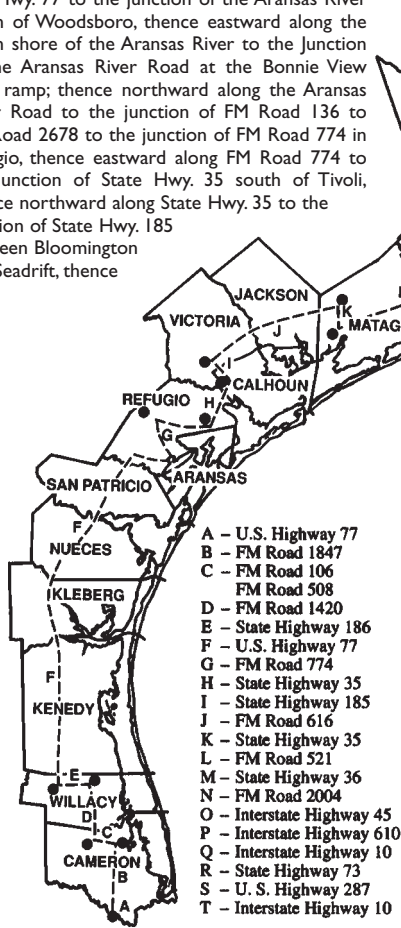 Hwy. 77 to the junction of the Aransas River
of Woodsboro, thence eastward along the
shore of the Aransas River to the Junction
Aransas River Road at the Bonnie View
ramp; thence northward along the Aransas
Road to the junction of FM Road 136 to
Road 2678 to the junction of FM Road 774 in
thence eastward along FM Road 774 to
of State Hwy. 35 south of Tivoli,
northward along State Hwy. 35 to the
of State Hwy. 185
Bloomington
Seadrift, thence
JACKSON
K
VICTORIA
J
MATAG
I
CALHOUN
REFUGIO
H
G
SAN PATRICIO
ARANSAS
F
NUECES
KLEBERG
F
KENEDY
E
WILLACY
D
C
CAMERON
B
A
A – U.S. Highway 77
B – FM Road 1847
C – FM Road 106
FM Road 508
D – FM Road 1420
E – State Highway 186
F – U.S. Highway 77
G – FM Road 774
H – State Highway 35
I – State Highway 185
J – FM Road 616
K – State Highway 35
L – FM Road 521
M – State Highway 36
N – FM Road 2004
O – Interstate Highway 45
P – Interstate Highway 610
Q – Interstate Highway 10
R – State Highway 73
S – U. S. Highway 287
T – Interstate Highway 10